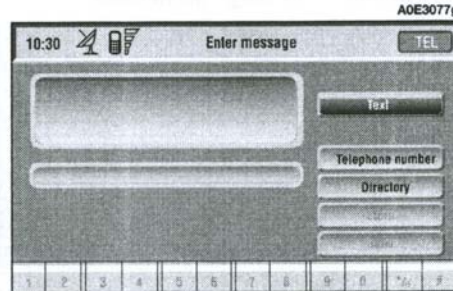 A0E3077g
10:30 Enter message TEL
Text
Telephone number
Directory
1 2 3 4 5 6 7 8 9 0 */. #